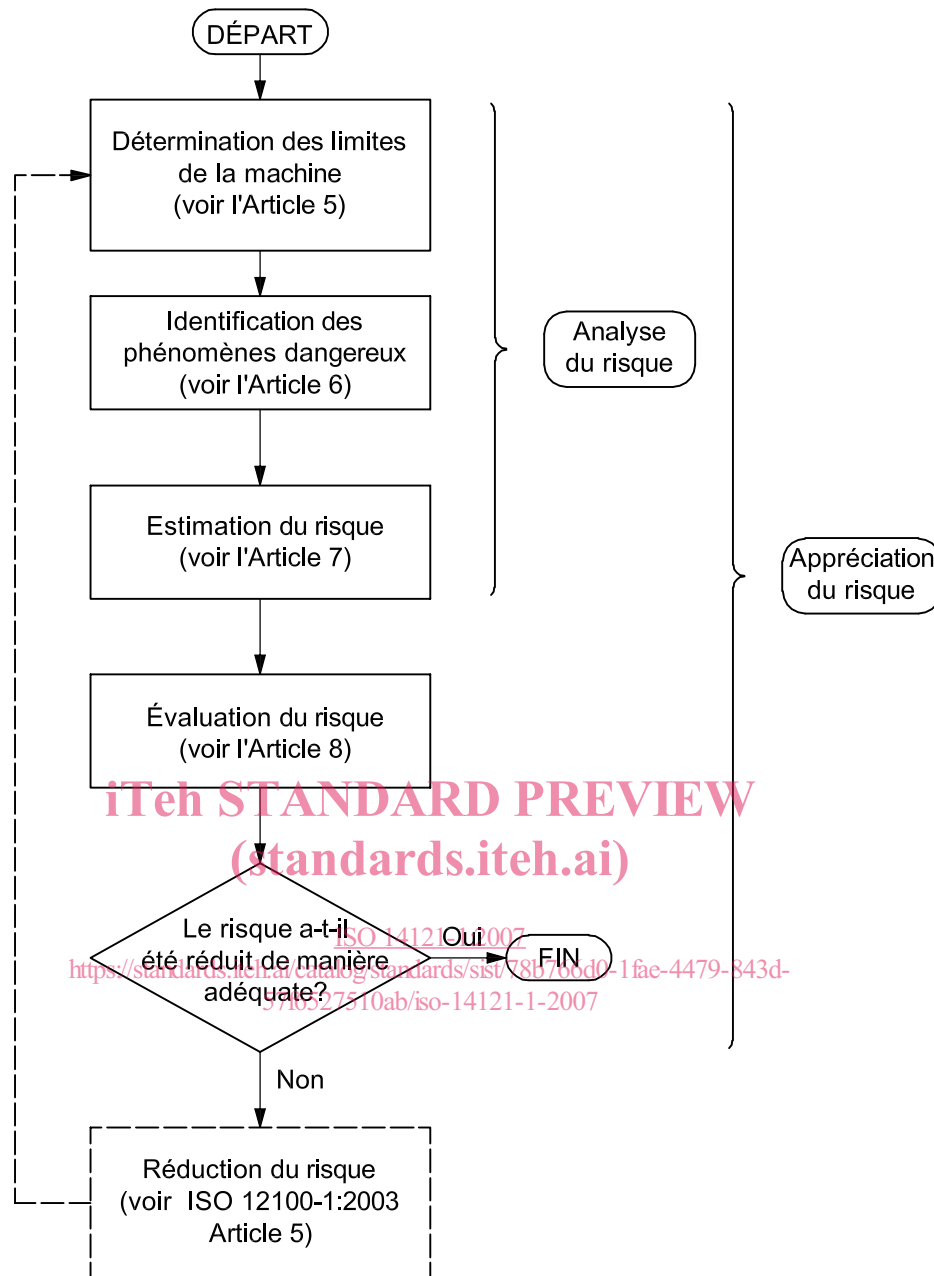 DÉPART
Détermination des limites
de la machine
(voir l'Article 5)
Identification des
phénomènes dangereux
(voir l'Article 6)
Analyse
du risque
Estimation du risque
(voir l'Article 7)
Appréciation
du risque
Évaluation du risque
(voir l'Article 8)
iTeh STANDARD PREVIEW
(standards.iteh.ai)
Le risque a-t-il
été réduit de manière
adéquate?
Oui
FIN
ISO 14121-1:2007
https://standards.iteh.ai/catalog/standards/sist/78b766d0-1fae-4479-843d-
57f6527510ab/iso-14121-1-2007
Non
Réduction du risque
(voir ISO 12100-1:2003
Article 5)